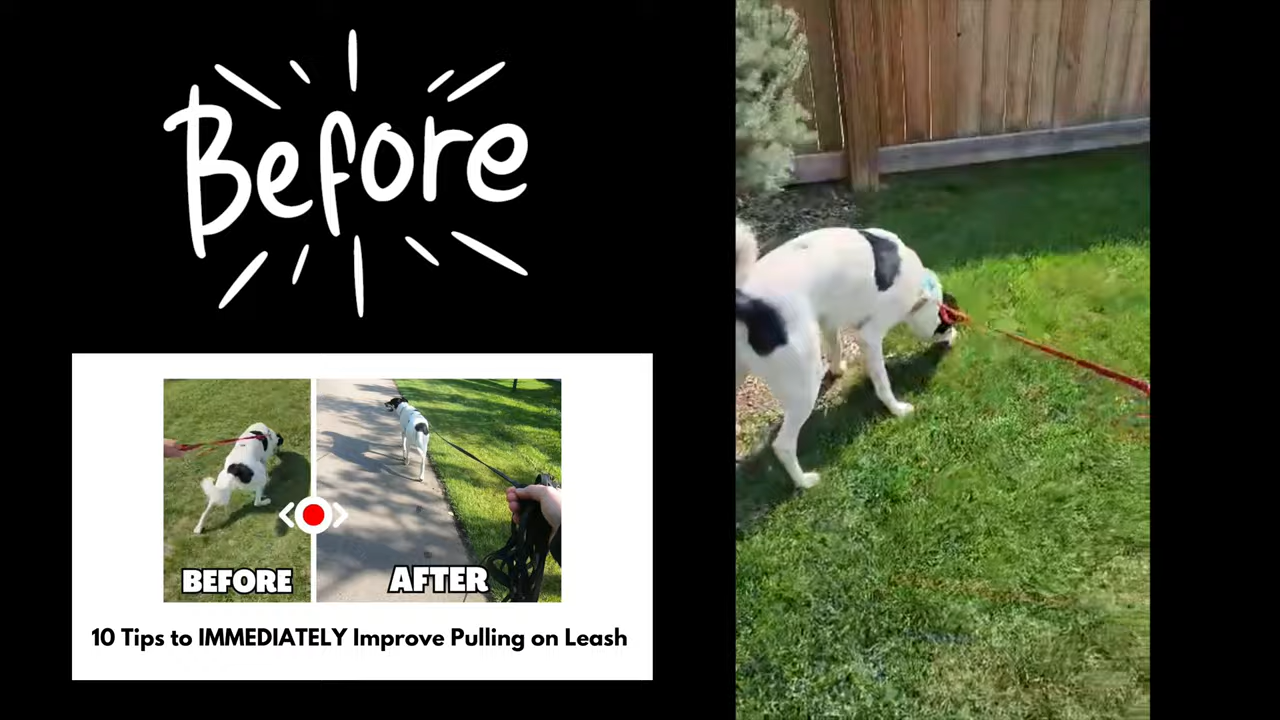 Before
BEFORE
AFTER
10 Tips to IMMEDIATELY Improve Pulling on Leash